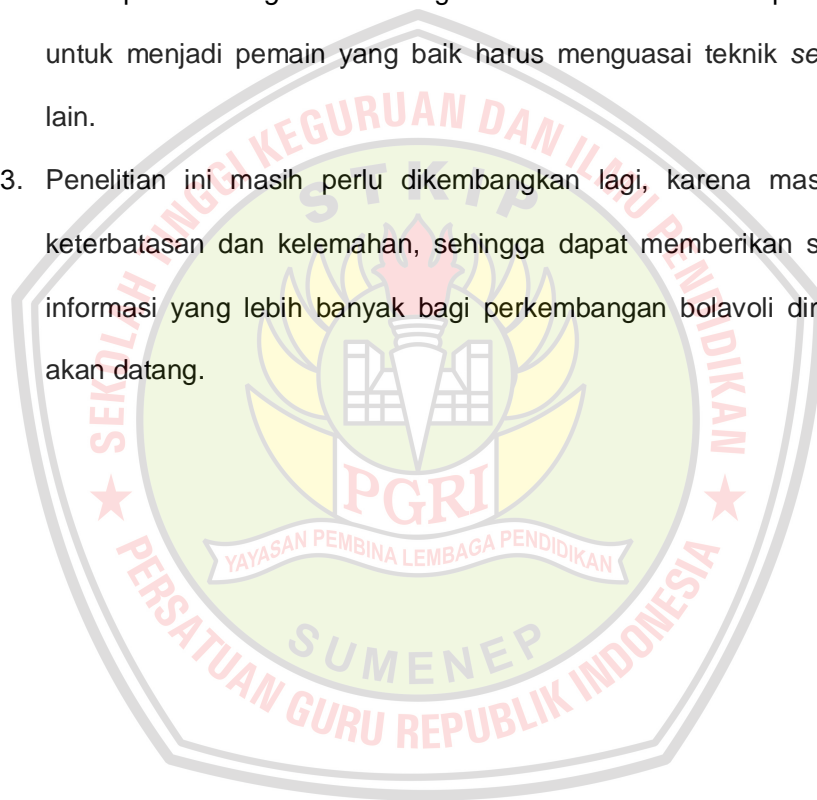 untuk menjadi pemain yang baik harus menguasai teknik
lain.
3. Penelitian ini masih perlu dikembangkan lagi, karena
keterbatasan dan kelemahan, sehingga dapat memberikan
informasi yang lebih banyak bagi perkembangan bolavoli
akan datang.
SEKOLAH TINGGI KEGURUAN DAN ILMU PENDIDIKAN
STKIP
PGRI
YAYASAN PEMBINA LEMBAGA PENDIDIKAN
SUMENEP
★ PERSATUAN GURU REPUBLIK INDONESIA ★